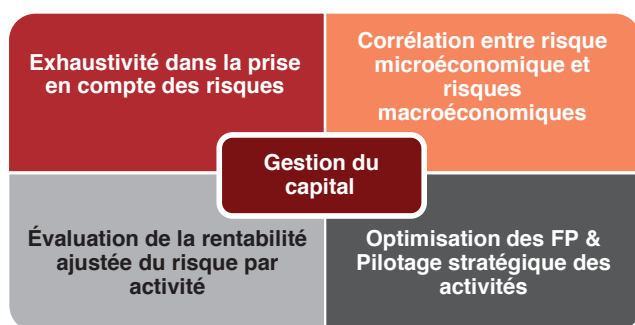 Exhaustivité dans la prise
en compte des risques
Corrélation entre risque
microéconomique et
risques
macroéconomiques
Gestion du
capital
Évaluation de la rentabilité
ajustée du risque par
activité
Optimisation des FP &
Pilotage stratégique des
activités